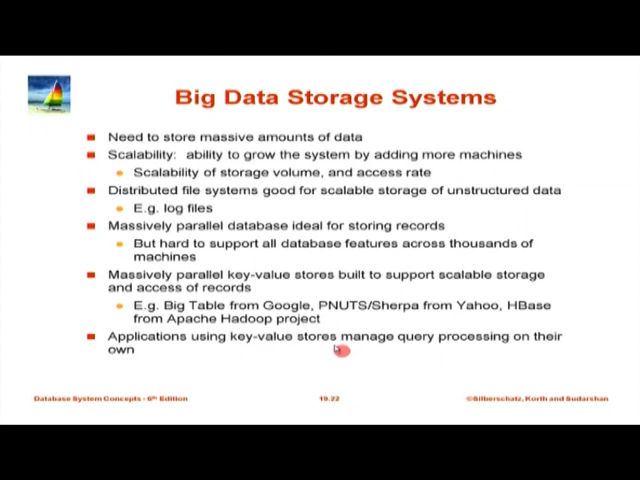 Big Data Storage Systems
Need to store massive amounts of data
Scalability: ability to grow the system by adding more machines
Scalability of storage volume, and access rate
Distributed file systems good for scalable storage of unstructured data
E.g. log files
Massively parallel database ideal for storing records
But hard to support all database features across thousands of
machines
Massively parallel key-value stores built to support scalable storage
and access of records
E.g. Big Table from Google, PNUTS/Sherpa from Yahoo, HBase
from Apache Hadoop project
Applications using key-value stores manage query processing on their
own
Database System Concepts - 6th Edition
19.22
©Silberschatz, Korth and Sudarshan